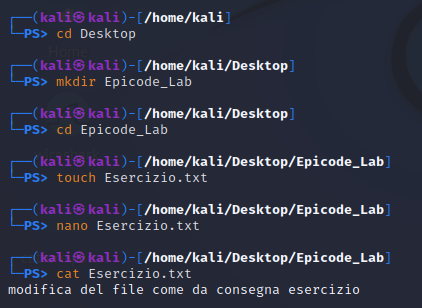 ┌──(kali㉿kali)-[/home/kali]
└─PS> cd Desktop
┌──(kali㉿kali)-[/home/kali/Desktop]
└─PS> mkdir Epicode_Lab
┌──(kali㉿kali)-[/home/kali/Desktop]
└─PS> cd Epicode_Lab
┌──(kali㉿kali)-[/home/kali/Desktop/Epicode_Lab]
└─PS> touch Esercizio.txt
┌──(kali㉿kali)-[/home/kali/Desktop/Epicode_Lab]
└─PS> nano Esercizio.txt
┌──(kali㉿kali)-[/home/kali/Desktop/Epicode_Lab]
└─PS> cat Esercizio.txt
modifica del file come da consegna esercizio